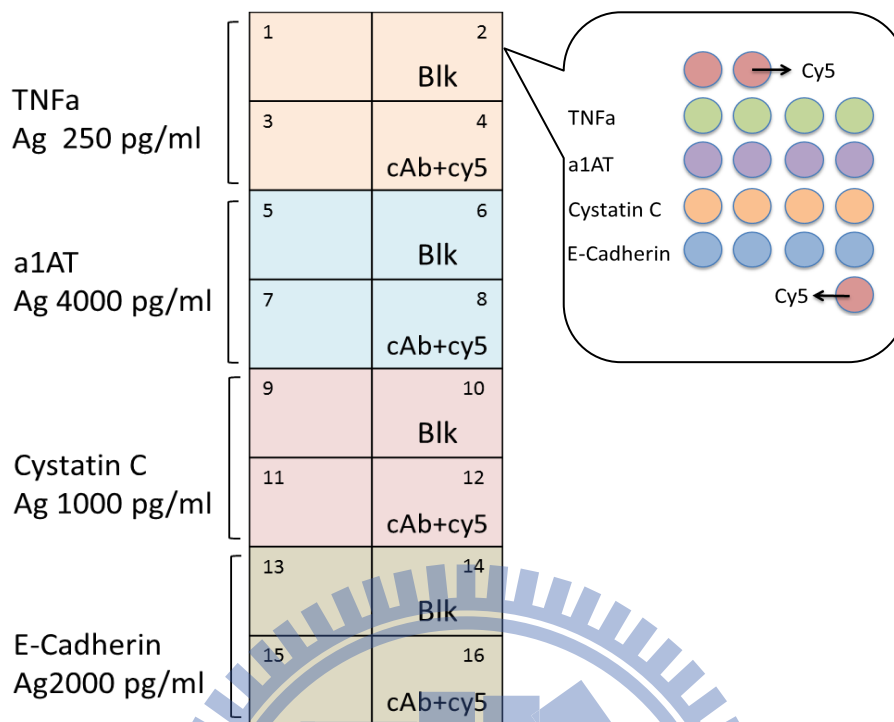 TNFa
Ag 250 pg/ml
a1AT
Ag 4000 pg/ml
Cystatin C
Ag 1000 pg/ml
E-Cadherin
Ag2000 pg/ml
1
2
Blk
3
4
cAb+cy5
5
6
Blk
7
8
cAb+cy5
9
10
Blk
11
12
cAb+cy5
13
14
Blk
15
16
cAb+cy5
Cy5
TNFa
a1AT
Cystatin C
E-Cadherin
Cy5